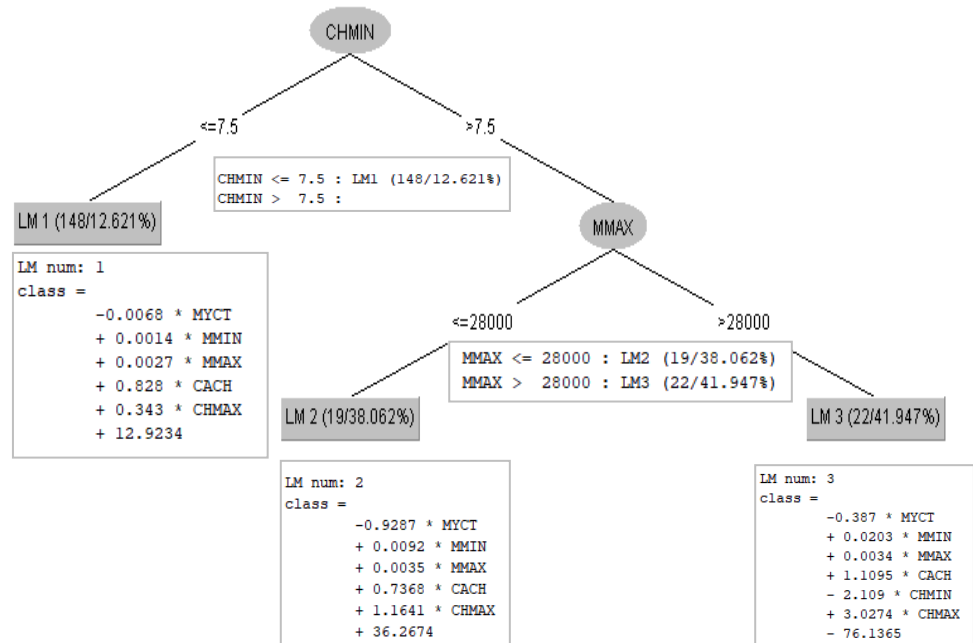 CHMIN
<=7.5
>7.5
CHMIN <= 7.5 : LM1 (148/12.621%)
CHMIN >  7.5 :
LM 1 (148/12.621%)
MMAX
LM num: 1
class =
-0.0068 * MYCT
+ 0.0014 * MMIN
+ 0.0027 * MMAX
+ 0.828 * CACH
+ 0.343 * CHMAX
+ 12.9234
<=28000
>28000
MMAX <= 28000 : LM2 (19/38.062%)
MMAX >  28000 : LM3 (22/41.947%)
LM 2 (19/38.062%)
LM 3 (22/41.947%)
LM num: 2
class =
-0.9287 * MYCT
+ 0.0092 * MMIN
+ 0.0035 * MMAX
+ 0.7368 * CACH
+ 1.1641 * CHMAX
+ 36.2674
LM num: 3
class =
-0.387 * MYCT
+ 0.0203 * MMIN
+ 0.0034 * MMAX
+ 1.1095 * CACH
- 2.109 * CHMIN
+ 3.0274 * CHMAX
- 76.1365